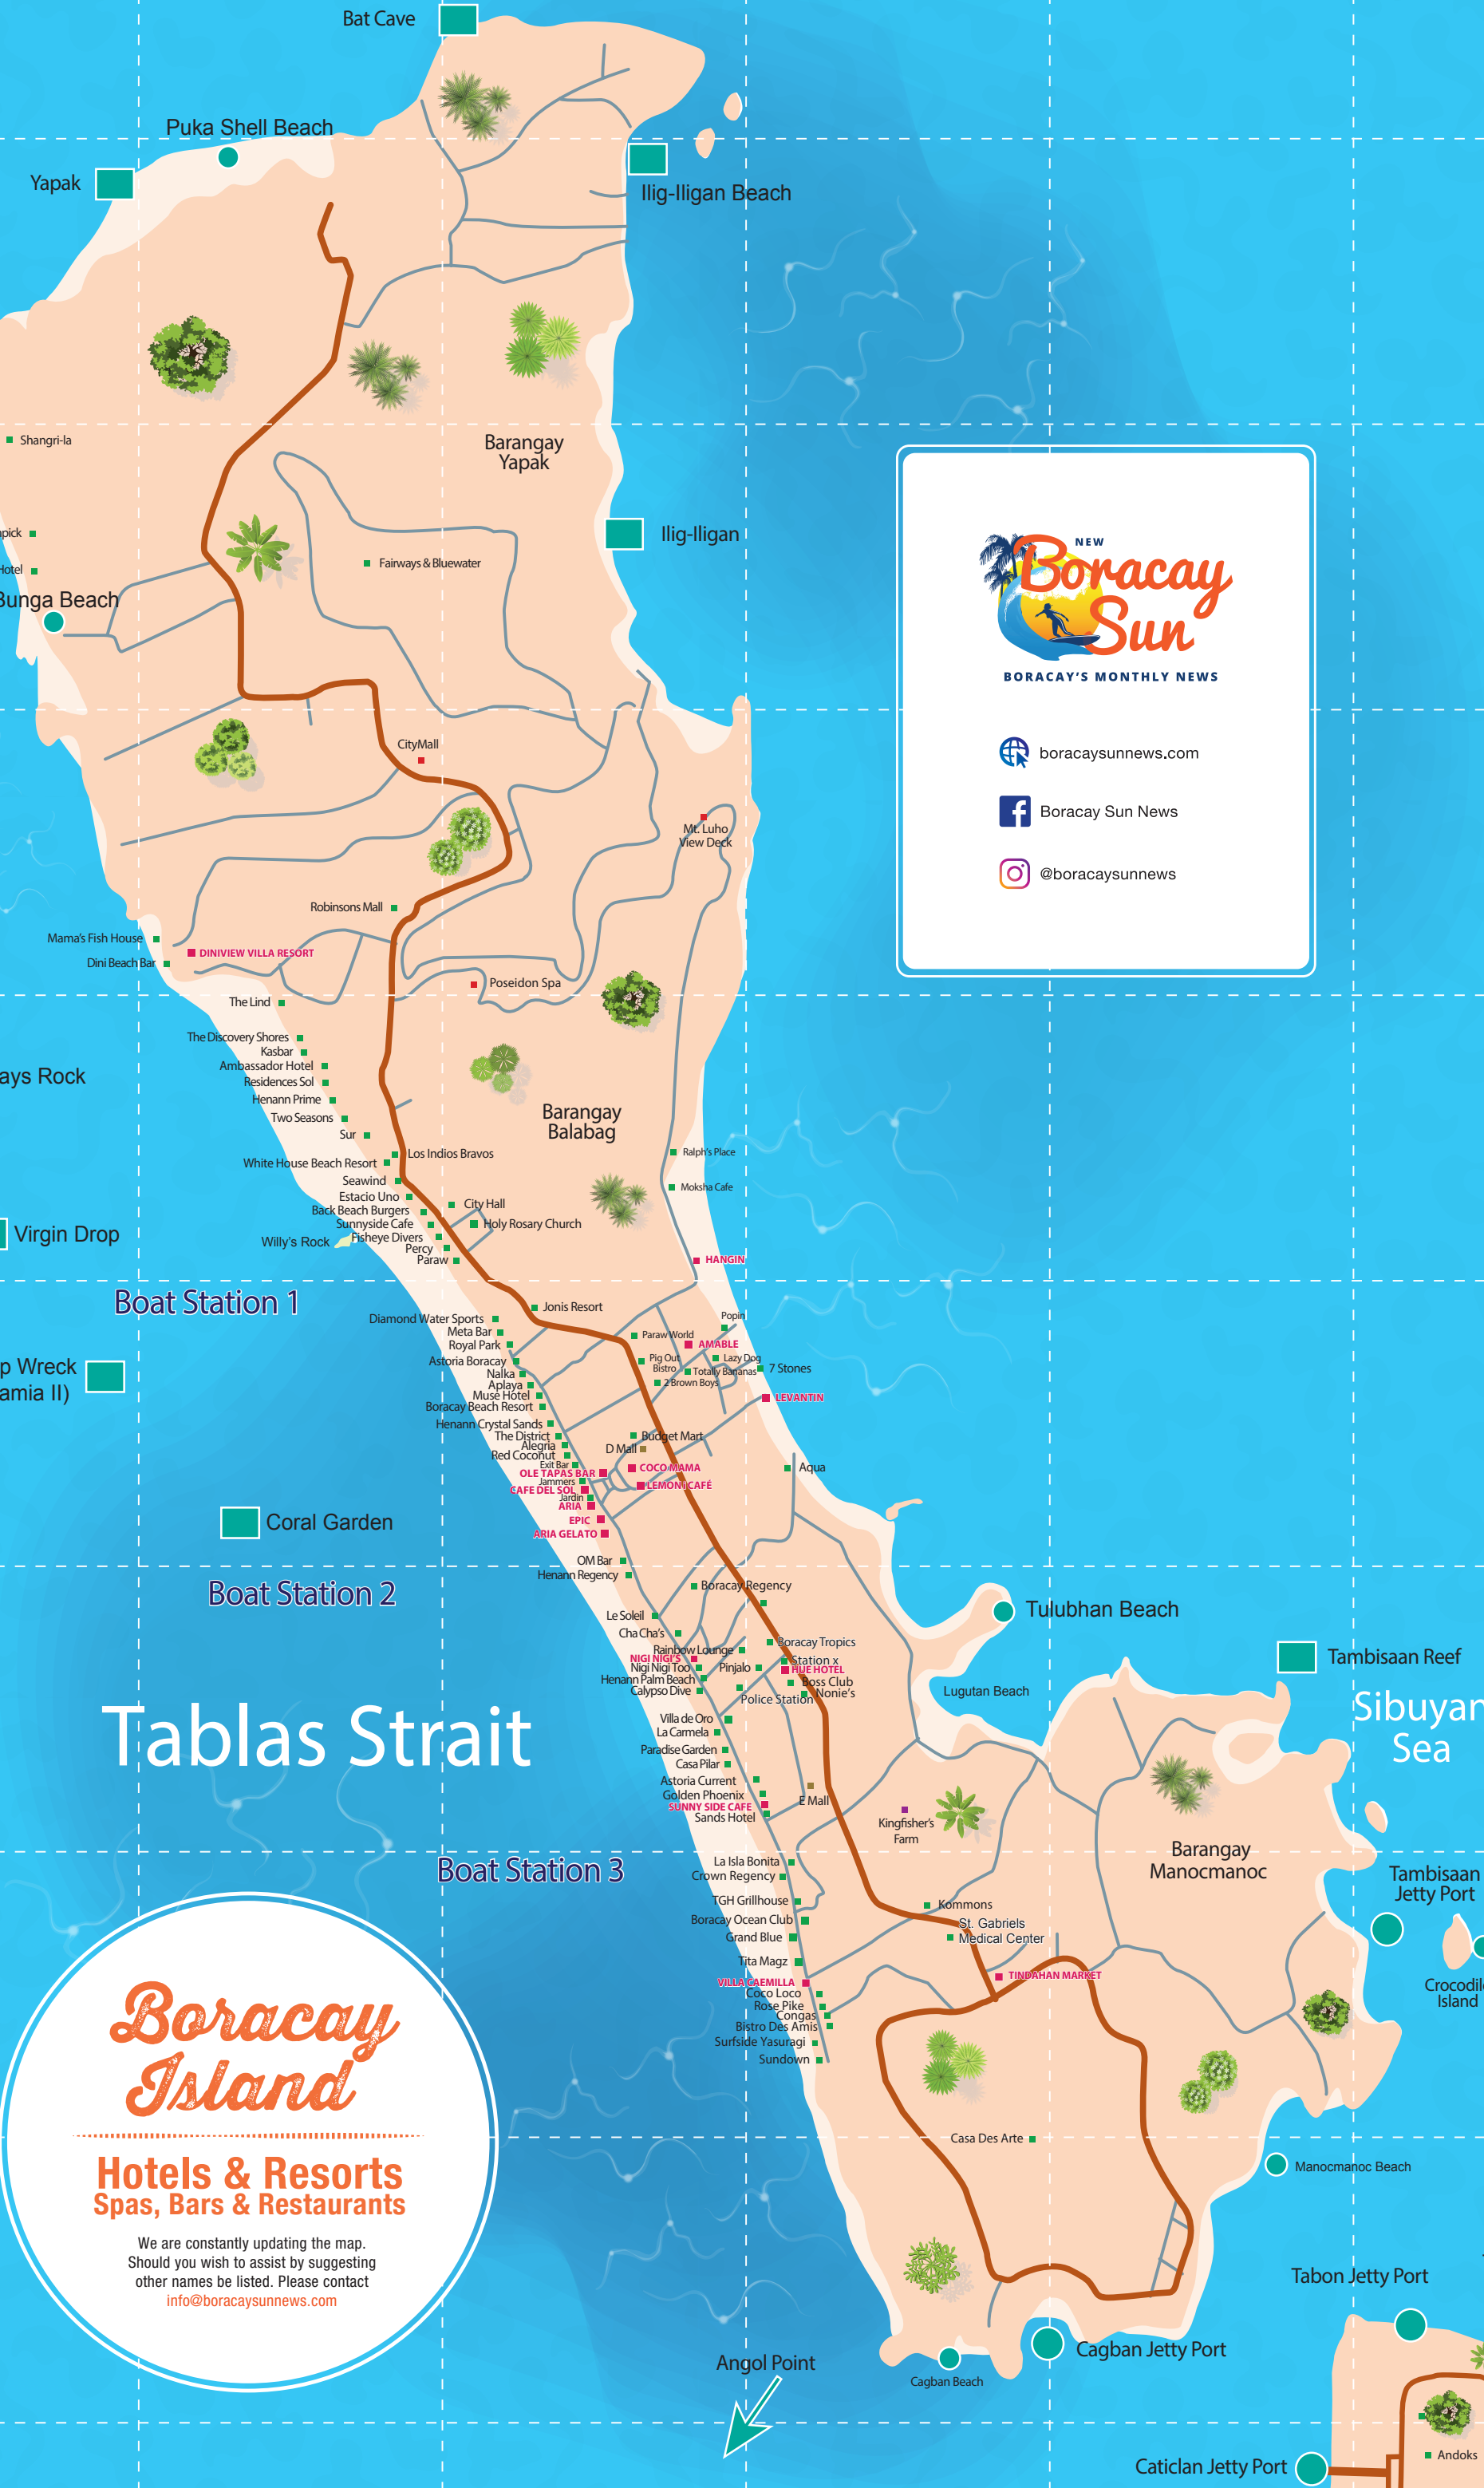 Bat Cave
Puka Shell Beach
Yapak
Ilig-Iligan Beach
Shangri-la
Barangay
Yapak
Ilig-Iligan
Fairways & Bluewater
Hotel
Bunga Beach
NEW
Boracay
Sun
BORACAY'S MONTHLY NEWS
boracaysunnews.com
Boracay Sun News
@boracaysunnews
CityMall
Mt. Luho
View Deck
Robinsons Mall
Mama's Fish House
DINIVIEW VILLA RESORT
Dini Beach Bar
Poseidon Spa
The Lind
The Discovery Shores
Kasbar
Ambassador Hotel
ays Rock
Residences Sol
Henann Prime
Two Seasons
Barangay
Balabag
Sur
Los Indios Bravos
Ralph's Place
White House Beach Resort
Seawind
Moksha Cafe
Estacio Uno
City Hall
Back Beach Burgers
Sunnyside Cafe
Holy Rosary Church
Virgin Drop
Fisheye Divers
Willy's Rock
Percy
Paraw
HANGIN
Boat Station 1
Jonis Resort
Diamond Water Sports
Popin
Meta Bar
Paraw World
Royal Park
AMABLE
Astoria Boracay
Pig Out
Bistro
Lazy Dog
p Wreck
amia II)
Nalka
Totally Bananas
7 Stones
Aplaya
2 Brown Boys
Muse Hotel
LEVANTIN
Boracay Beach Resort
Henann Crystal Sands
The District
Budget Mart
Alegria
D Mall
Red Coconut
Exit Bar
OLE TAPAS BAR
COCO MAMA
Aqua
Jammers
CAFE DEL SOL
LEMONI CAFÉ
Jardin
ARIA
EPIC
Coral Garden
ARIA GELATO
OM Bar
Henann Regency
Boat Station 2
Boracay Regency
Le Soleil
Tulubhan Beach
Cha Cha's
Boracay Tropics
Rainbow Lounge
Tambisaan Reef
NIGI NIGI'S
Station x
Nigi Nigi Too
Pinjalo
HUE HOTEL
Henann Palm Beach
Boss Club
Calypso Dive
Nonie's
Police Station
Lugutan Beach
Sibuyan
Sea
Tablas Strait
Villa de Oro
La Carmela
Paradise Garden
Casa Pilar
Astoria Current
Golden Phoenix
E Mall
SUNNY SIDE CAFE
Sands Hotel
Kingfisher's
Farm
Barangay
Manocmanoc
Boat Station 3
La Isla Bonita
Crown Regency
Tambisaan
Jetty Port
TGH Grillhouse
Kommons
Boracay Ocean Club
St. Gabriels
Medical Center
Grand Blue
Tita Magz
TINDAHAN MARKET
VILLA CAEMILLA
Coco Loco
Crocodile
Island
Rose Pike
Congas
Bistro Des Amis
Surfside Yasuragi
Sundown
Boracay
Island
Hotels & Resorts
Spas, Bars & Restaurants
We are constantly updating the map.
Should you wish to assist by suggesting
other names be listed. Please contact
info@boracaysunnews.com
Casa Des Arte
Manocmanoc Beach
Tabon Jetty Port
Cagban Jetty Port
Angol Point
Cagban Beach
Andoks
Caticlan Jetty Port